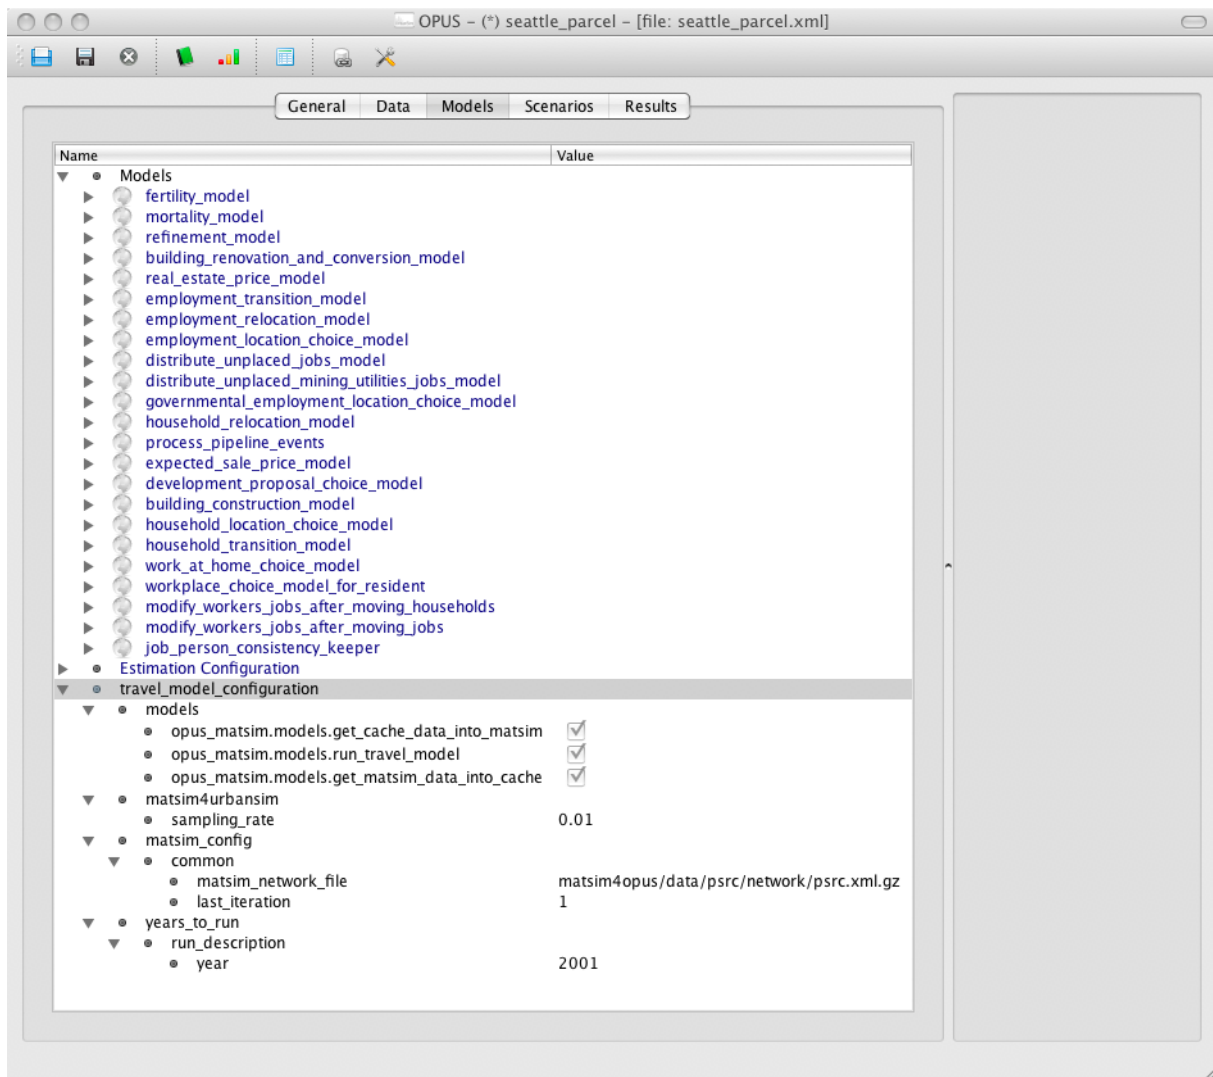 OPUS – (*) seattle_parcel – [file: seattle_parcel.xml]
General Data Models Scenarios Results
Name Value
Models
fertility_model
mortality_model
refinement_model
building_renovation_and_conversion_model
real_estate_price_model
employment_transition_model
employment_relocation_model
employment_location_choice_model
distribute_unplaced_jobs_model
distribute_unplaced_mining_utilities_jobs_model
governmental_employment_location_choice_model
household_relocation_model
process_pipeline_events
expected_sale_price_model
development_proposal_choice_model
building_construction_model
household_location_choice_model
household_transition_model
work_at_home_choice_model
workplace_choice_model_for_resident
modify_workers_jobs_after_moving_households
modify_workers_jobs_after_moving_jobs
job_person_consistency_keeper
Estimation Configuration
travel_model_configuration
models
opus_matsim.models.get_cache_data_into_matsim
opus_matsim.models.run_travel_model
opus_matsim.models.get_matsim_data_into_cache
matsim4urbansim
sampling_rate 0.01
matsim_config
common
matsim_network_file matsim4opus/data/psrc/network/psrc.xml.gz
last_iteration 1
years_to_run
run_description
year 2001